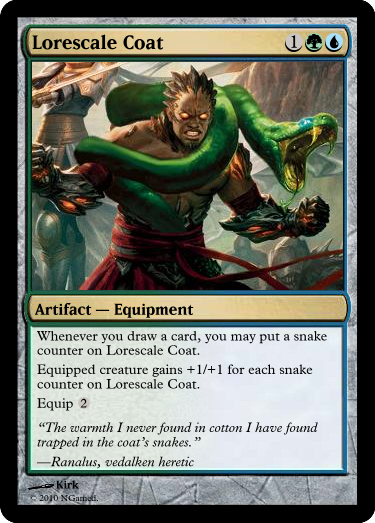 Lorescale Coat 1
Artifact — Equipment
Whenever you draw a card, you may put a snake
counter on Lorescale Coat.
Equipped creature gains +1/+1 for each snake
counter on Lorescale Coat.
Equip 2
“The warmth I never found in cotton I have found
trapped in the coat’s snakes.”
—Ranalus, vedalken heretic
Kirk
© 2010 NGamed.